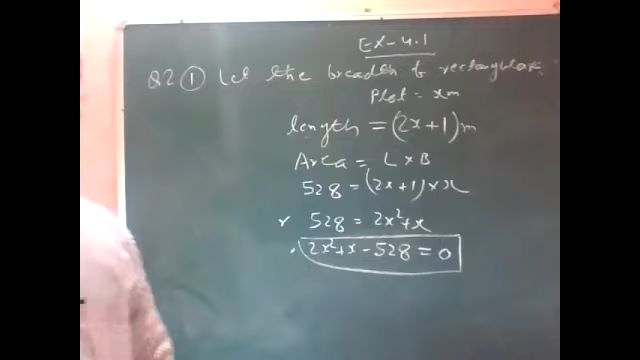 Ex-4.1
Q.2 ① Let the breadth of rectangular
Plot = xm
length = (2x+1)m
Area = L × B
528 = (2x+1) × x
528 = 2x²+x
2x²+x-528 = 0